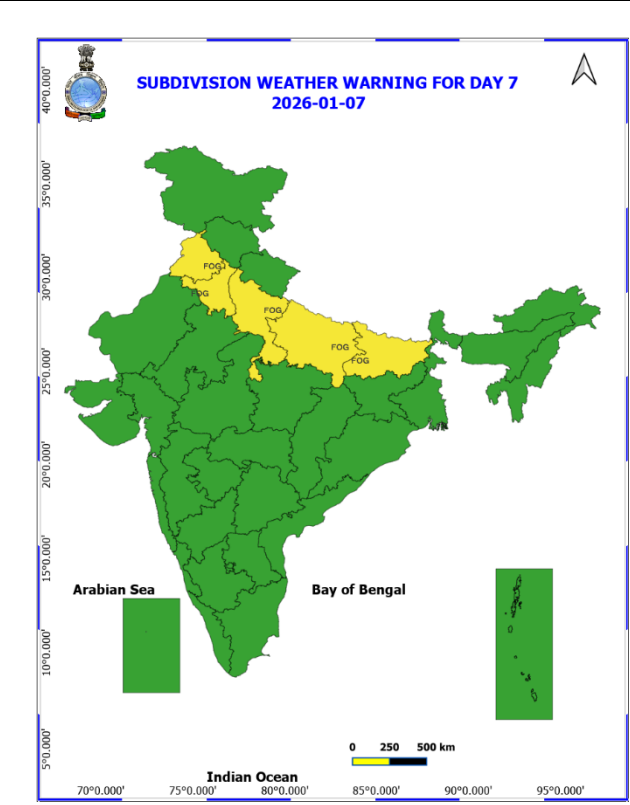 SUBDIVISION WEATHER WARNING FOR DAY 7
2026-01-07
40°0.000'
35°0.000'
30°0.000'
25°0.000'
20°0.000'
15°0.000'
10°0.000'
5°0.000'
FOG
FOG
FOG
FOG
FOG
Arabian Sea
Bay of Bengal
0 250 500 km
Indian Ocean
70°0.000' 75°0.000' 80°0.000' 85°0.000' 90°0.000' 95°0.000'